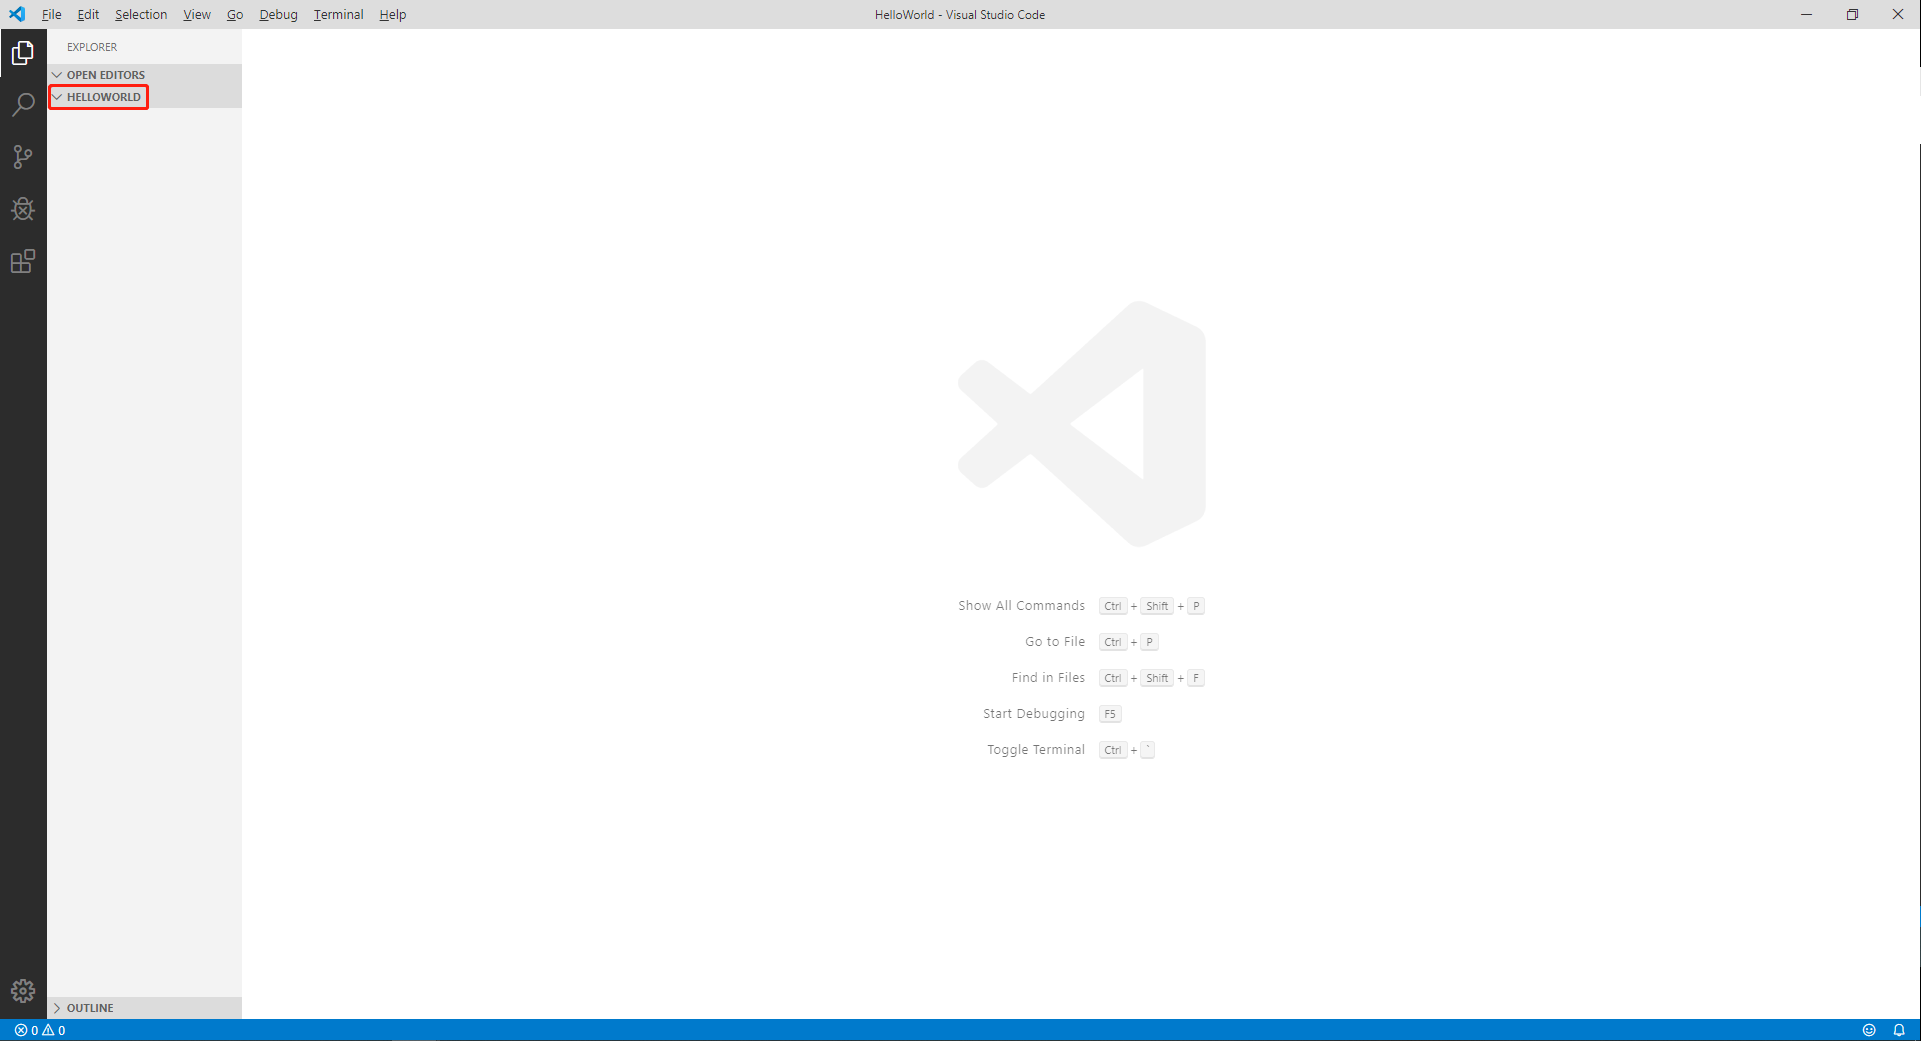 File Edit Selection View Go Debug Terminal Help
HelloWorld - Visual Studio Code
EXPLORER
OPEN EDITORS
HELLOWORLD
Show All Commands Ctrl + Shift + P
Go to File Ctrl + P
Find in Files Ctrl + Shift + F
Start Debugging F5
Toggle Terminal Ctrl + `
OUTLINE
0 0